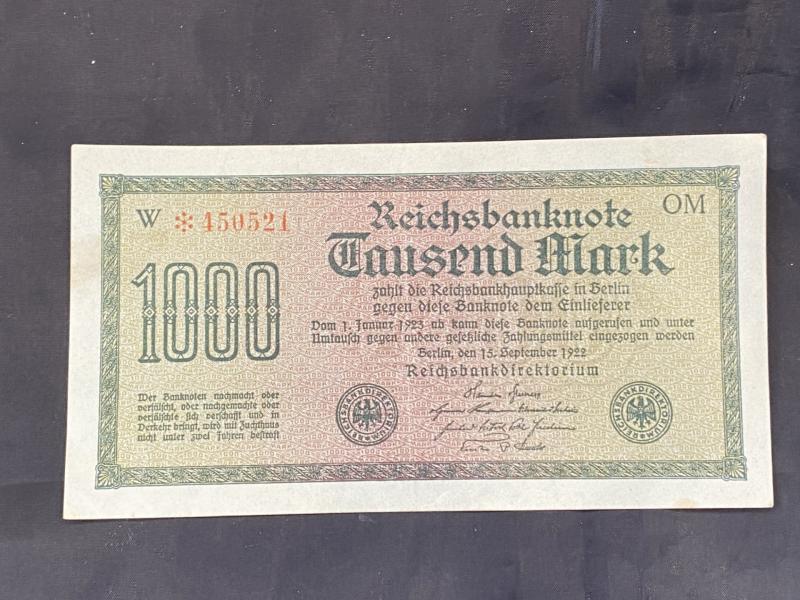 W *450521
OM
Reichsbanknote
Tausend Mark
1000
zahlt die Reichsbankhauptkasse in Berlin
gegen diese Banknote dem Einlieferer
Vom 1. Januar 1923 ab kann diese Banknote aufgerufen und unter
Umtausch gegen andere gesetzliche Zahlungsmittel eingezogen werden
Berlin, den 15. September 1922
Reichsbankdirektorium
Wer Banknoten nachmacht oder
verfälscht, oder nachgemachte oder
verfälschte sich verschafft und in
Verkehr bringt, wird mit Zuchthaus
nicht unter zwei Jahren bestraft
REICHSBANKDIREKTORIUM
REICHSBANKDIREKTORIUM